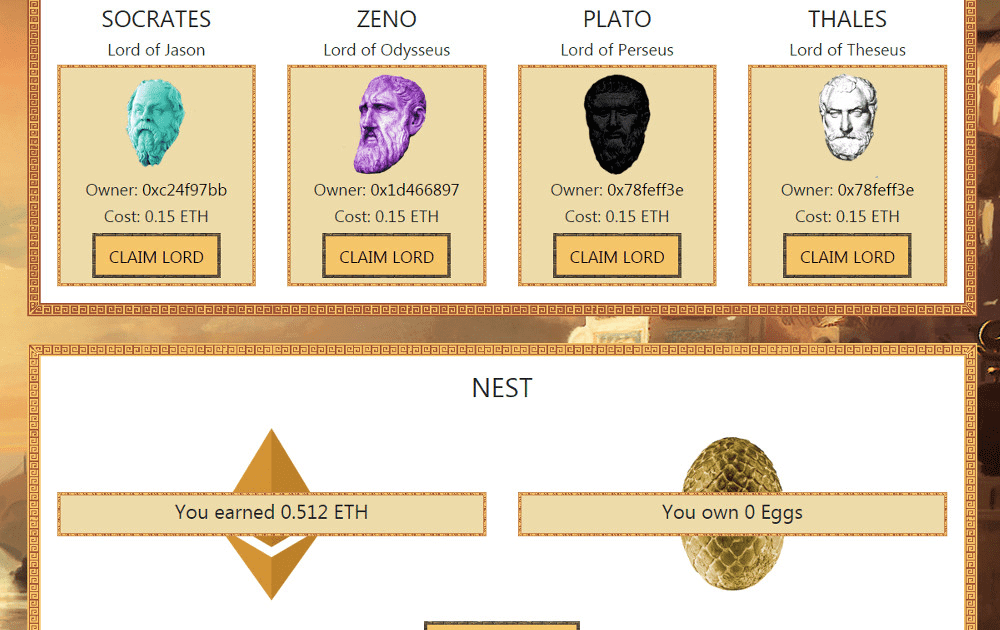 SOCRATES
ZENO
PLATO
THALES
Lord of Jason
Lord of Odysseus
Lord of Perseus
Lord of Theseus
Owner: 0xc24f97bb
Owner: 0x1d466897
Owner: 0x78feff3e
Owner: 0x78feff3e
Cost: 0.15 ETH
Cost: 0.15 ETH
Cost: 0.15 ETH
Cost: 0.15 ETH
CLAIM LORD
CLAIM LORD
CLAIM LORD
CLAIM LORD
NEST
You earned 0.512 ETH
You own 0 Eggs